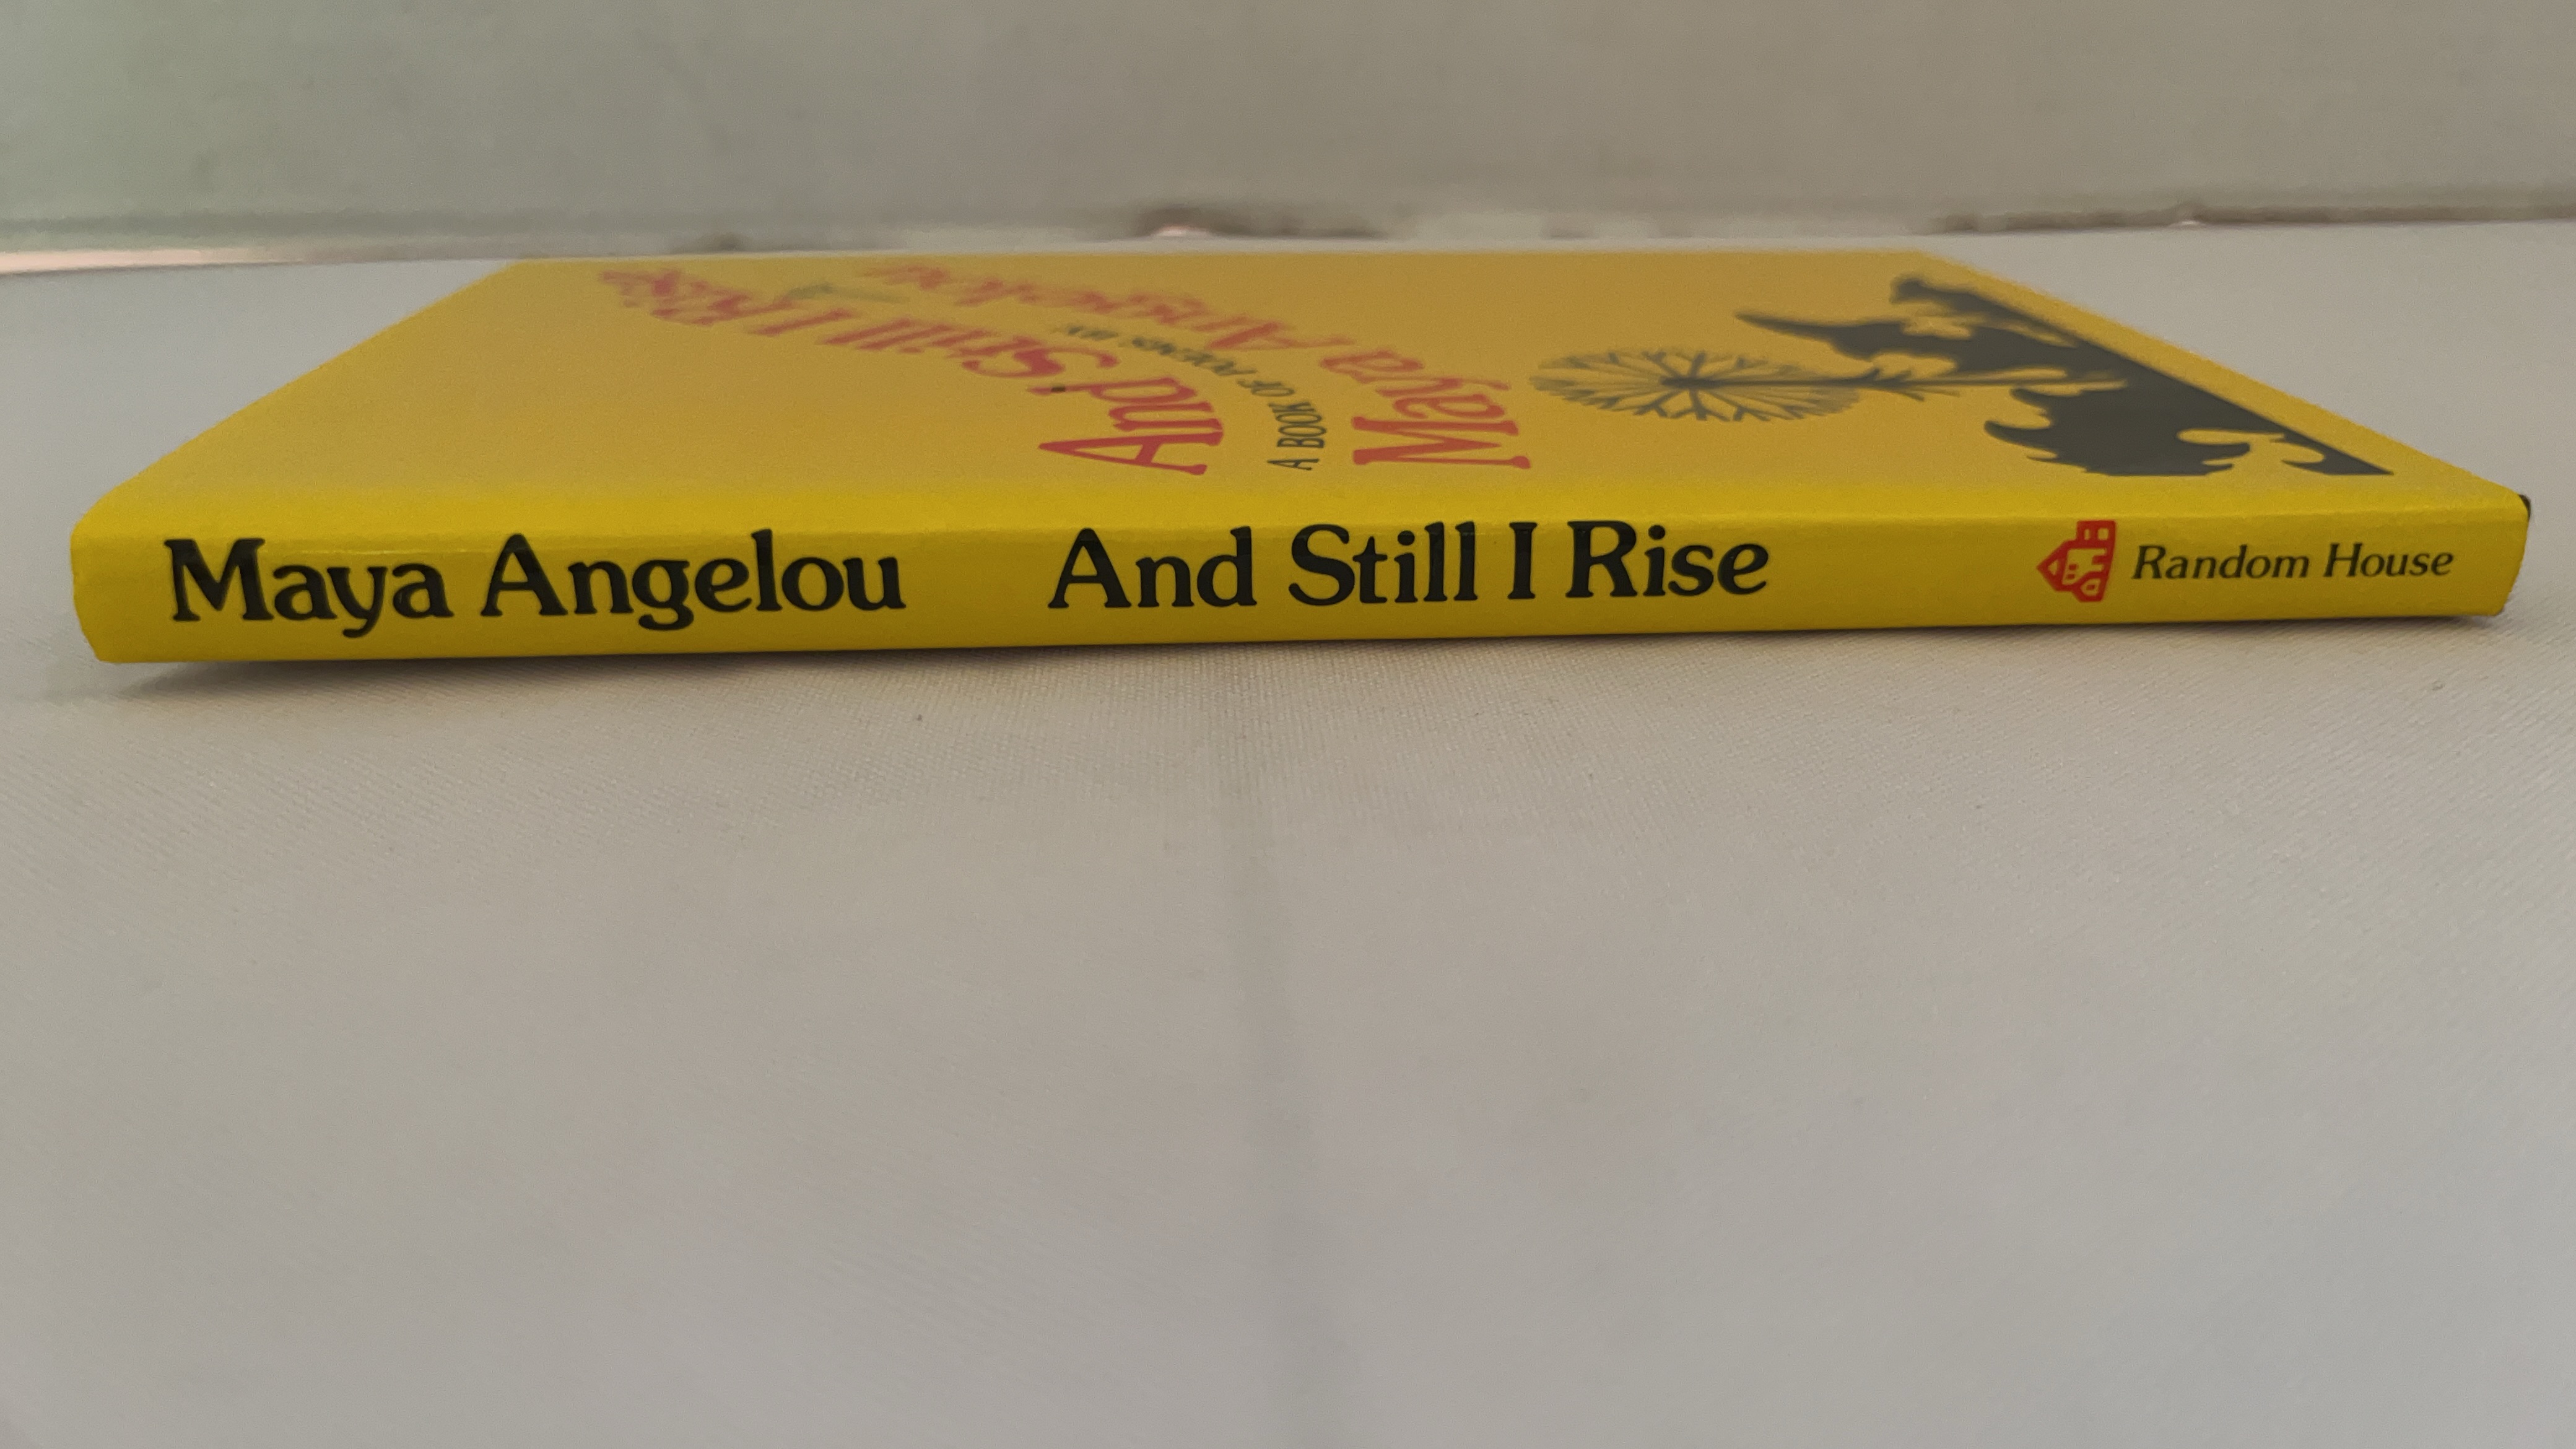 And Still I Rise
A BOOK OF POEMS BY
Maya Angelou
Maya Angelou And Still I Rise Random House